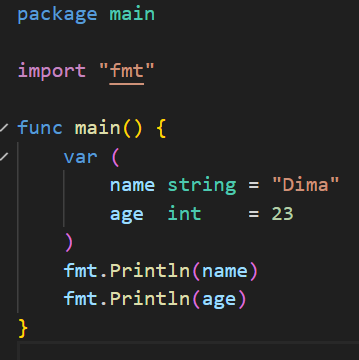 package main
import "fmt"
func main() {
    var (
        name string = "Dima"
        age  int    = 23
    )
    fmt.Println(name)
    fmt.Println(age)
}